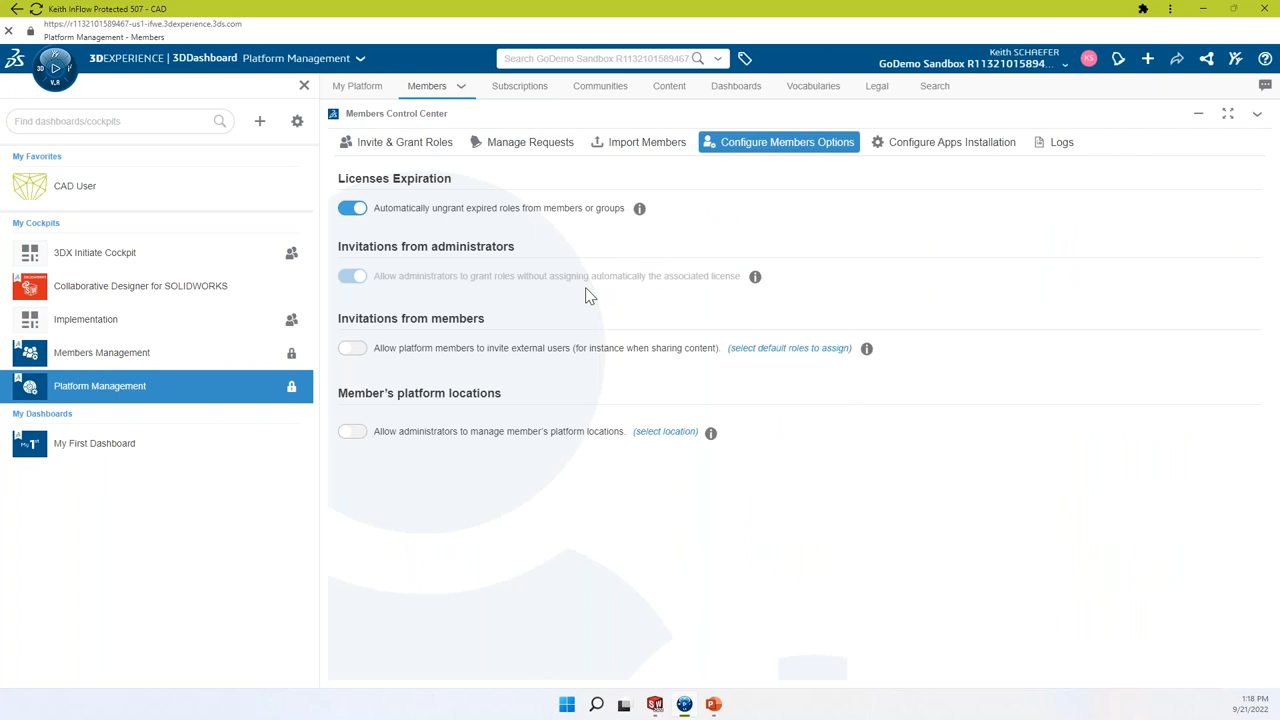 Keith InFlow Protected 507 - CAD
https://r1132101589467-us1-ifwe.3dexperience.3ds.com
Platform Management - Members
3DEXPERIENCE | 3DDashboard Platform Management
Search GoDemo Sandbox R1132101589467
Keith SCHAEFER
GoDemo Sandbox R11321015894...
KS
3D
V.R
Find dashboards/cockpits
My Favorites
CAD User
My Cockpits
3DX Initiate Cockpit
Collaborative Designer for SOLIDWORKS
Implementation
Members Management
Platform Management
My Dashboards
My First Dashboard
My Platform
Members
Subscriptions
Communities
Content
Dashboards
Vocabularies
Legal
Search
Members Control Center
Invite & Grant Roles
Manage Requests
Import Members
Configure Members Options
Configure Apps Installation
Logs
Licenses Expiration
Automatically ungrant expired roles from members or groups
Invitations from administrators
Allow administrators to grant roles without assigning automatically the associated license
Invitations from members
Allow platform members to invite external users (for instance when sharing content). (select default roles to assign)
Member's platform locations
Allow administrators to manage member's platform locations. (select location)
1:18 PM
9/21/2022